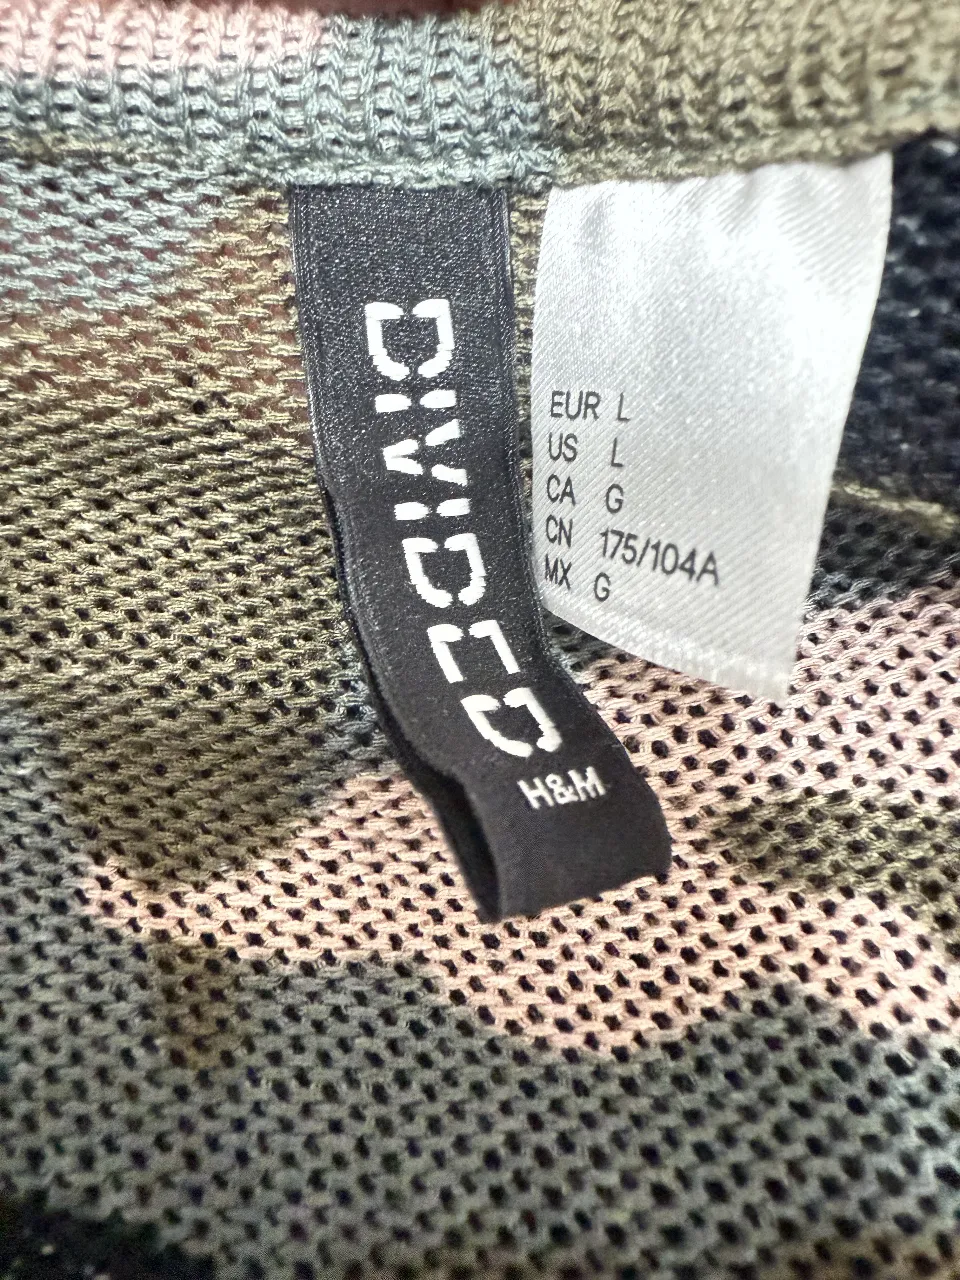 DIVIDED
H&M
EUR L
US L
CA G
CN 175/104A
MX G